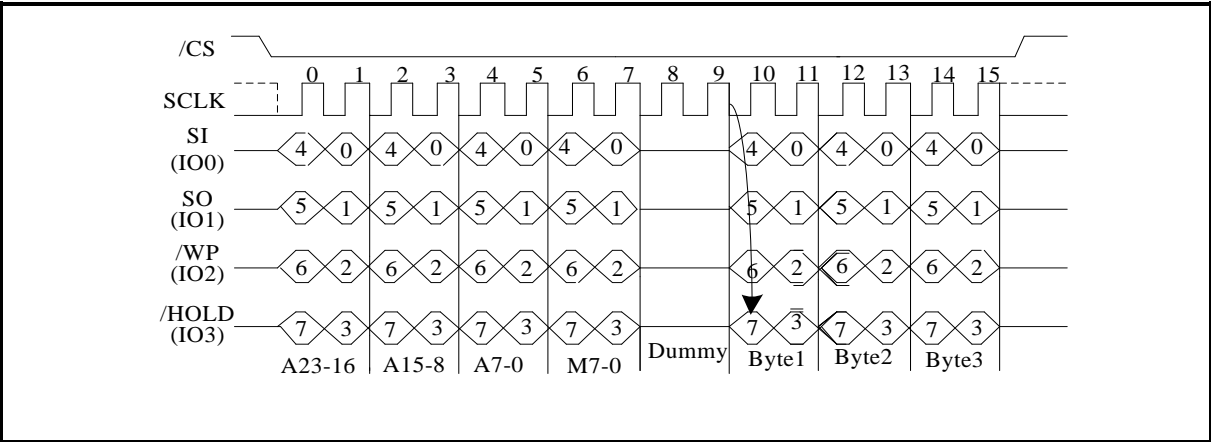 /CS
0 1 2 3 4 5 6 7 8 9 10 11 12 13 14 15
SCLK
SI
(IO0)
4 0 4 0 4 0 4 0 4 0 4 0 4 0
SO
(IO1)
5 1 5 1 5 1 5 1 5 1 5 1 5 1
/WP
(IO2)
6 2 6 2 6 2 6 2 6 2 6 2 6 2
/HOLD
(IO3)
7 3 7 3 7 3 7 3 7 3 7 3 7 3
A23-16 A15-8 A7-0 M7-0 Dummy Byte1 Byte2 Byte3